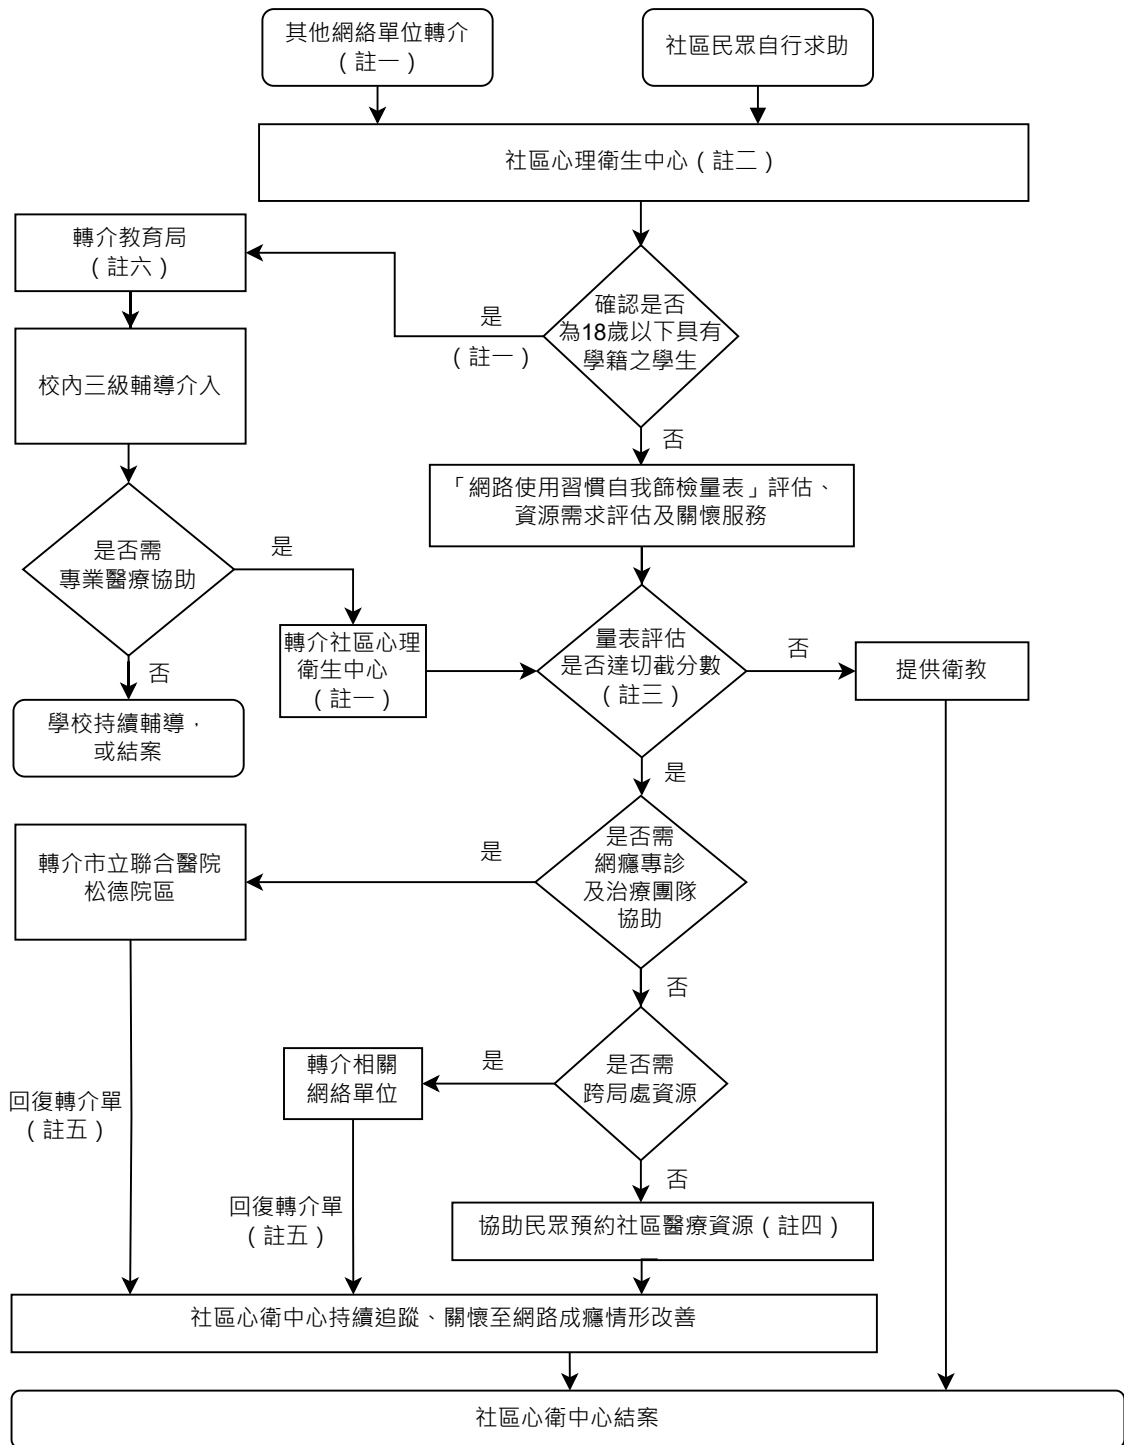 其他網絡單位轉介
（註一）
社區民眾自行求助
社區心理衛生中心（註二）
轉介教育局
（註六）
確認是否
為18歲以下具有
學籍之學生
是
（註一）
校內三級輔導介入
否
「網路使用習慣自我篩檢量表」評估、
資源需求評估及關懷服務
是否需
專業醫療協助
是
轉介社區心理
衛生中心
（註一）
量表評估
是否達切截分數
（註三）
否
提供衛教
否
學校持續輔導，
或結案
是
轉介市立聯合醫院
松德院區
是
是否需
網癮專診
及治療團隊
協助
否
轉介相關
網絡單位
是
是否需
跨局處資源
回復轉介單
（註五）
否
回復轉介單
（註五）
協助民眾預約社區醫療資源（註四）
社區心衛中心持續追蹤、關懷至網路成癮情形改善
社區心衛中心結案